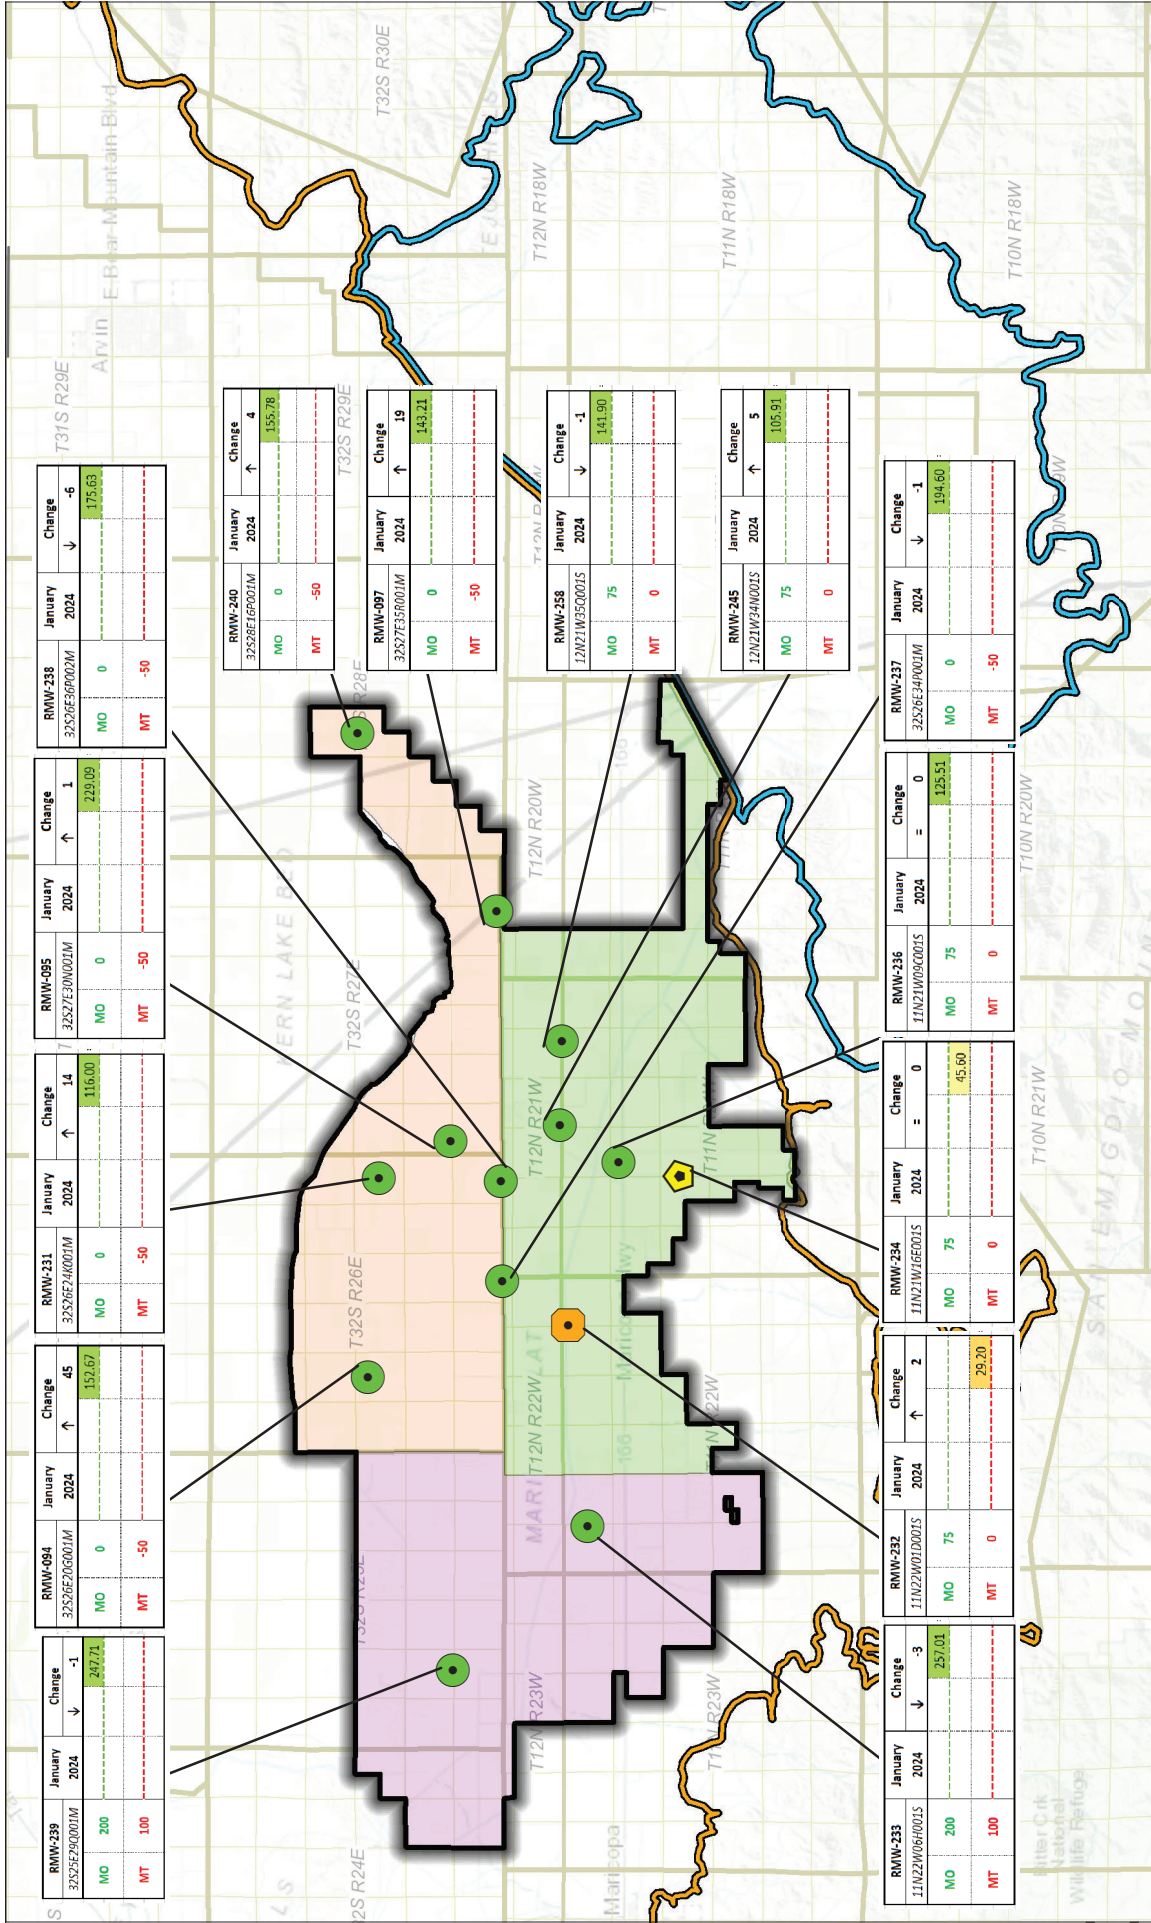 RMW-239 January Change
32S25E29Q001M 2024 ↓ -1
MO 200 247.71
MT 100
RMW-094 January Change
32S26E20G001M 2024 ↑ 45
MO 0 152.67
MT -50
RMW-231 January Change
32S26E24K001M 2024 ↑ 14
MO 0 116.00
MT -50
RMW-095 January Change
32S27E30N001M 2024 ↑ 1
MO 0 229.09
MT -50
RMW-238 January Change
32S26E36P002M 2024 ↓ -6
MO 0 175.63
MT -50
RMW-240 January Change
32S28E16P001M 2024 ↑ 4
MO 0 155.78
MT -50
RMW-097 January Change
32S27E35R001M 2024 ↑ 19
MO 0 143.21
MT -50
RMW-258 January Change
12N21W35Q001S 2024 ↓ -1
MO 75 141.90
MT 0
RMW-245 January Change
12N21W34N001S 2024 ↑ 5
MO 75 105.91
MT 0
RMW-233 January Change
11N22W06H001S 2024 ↓ -3
MO 200 257.01
MT 100
RMW-232 January Change
11N22W01D001S 2024 ↑ 2
MO 75
MT 0 29.20
RMW-234 January Change
11N21W16E001S 2024 = 0
MO 75 45.60
MT 0
RMW-236 January Change
11N21W09C001S 2024 = 0
MO 75 125.51
MT 0
RMW-237 January Change
32S26E34P001M 2024 ↓ -1
MO 0 194.60
MT -50
T31S R29E
Arvin
E Bear Mountain Blvd
T32S R30E
T32S R29E
KERN LAKE BED
T32S R27E
T32S R26E
T12N R18W
T11N R18W
T10N R18W
T12N R20W
T12N R21W
T12N R22W
T12N R23W
T11N R23W
T10N R20W
T10N R21W
Maricopa
Bitter Crk
National
Wildlife Refuge